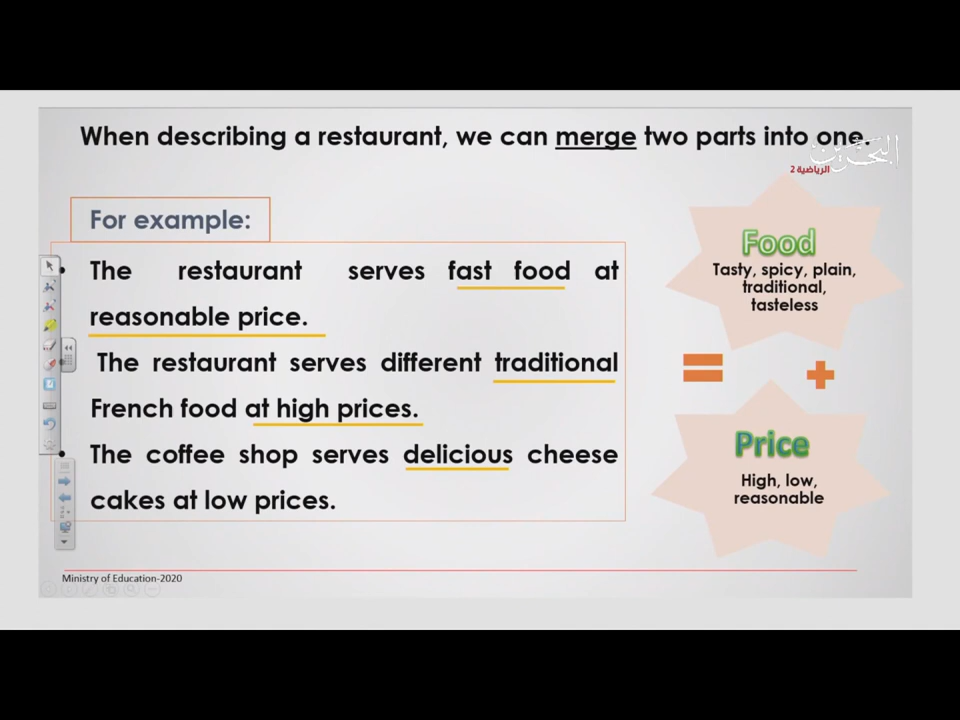 When describing a restaurant, we can merge two parts into one.
البحرين
الرياضية 2
For example:
• The restaurant serves fast food at
reasonable price.
The restaurant serves different traditional
French food at high prices.
• The coffee shop serves delicious cheese
cakes at low prices.
Food
Tasty, spicy, plain,
traditional,
tasteless
= +
Price
High, low,
reasonable
Ministry of Education-2020